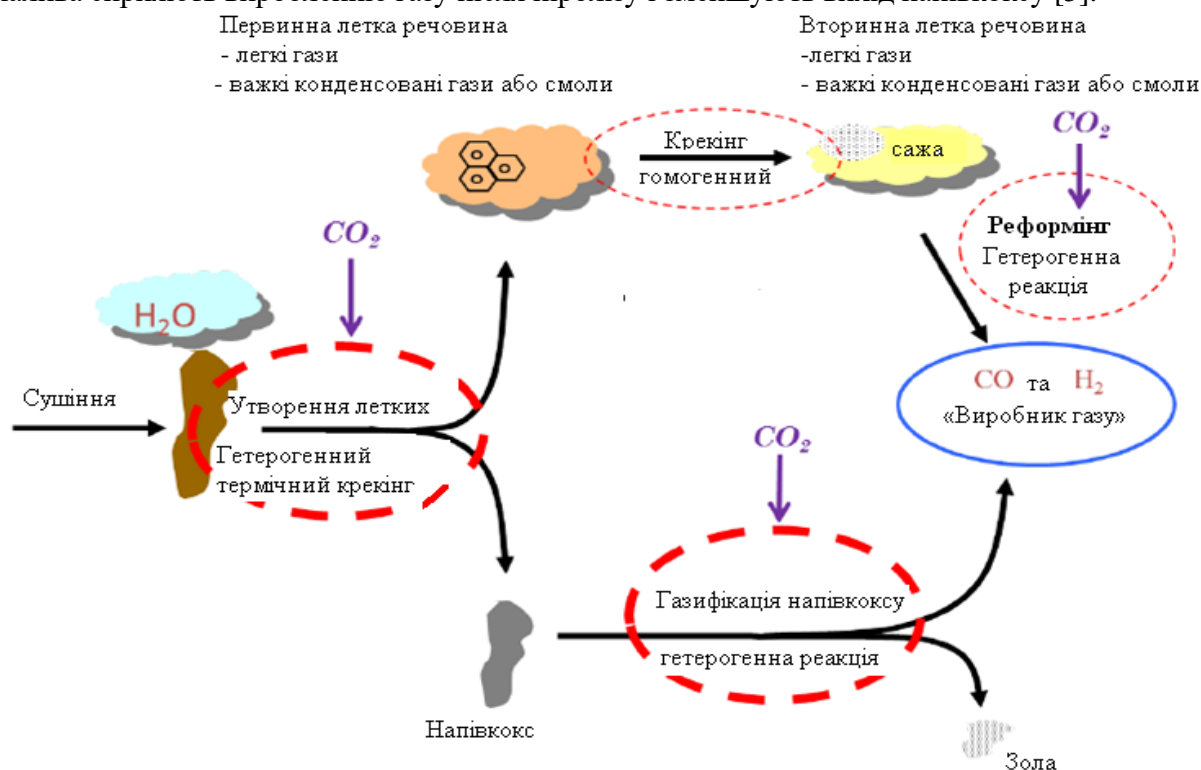 Первинна летка речовина
- легкі гази
- важкі конденсовані гази або смоли
Вторинна летка речовина
-легкі гази
- важкі конденсовані гази або смоли
CO2
Крекінг
гомогенний
сажа
CO2
Реформінг
Гетерогенна
реакція
H2O
Сушіння
Утворення летких
Гетерогенний
термічний крекінг
CO та H2
«Виробник газу»
CO2
Газифікація напівкоксу
гетерогенна реакція
Напівкокс
Зола